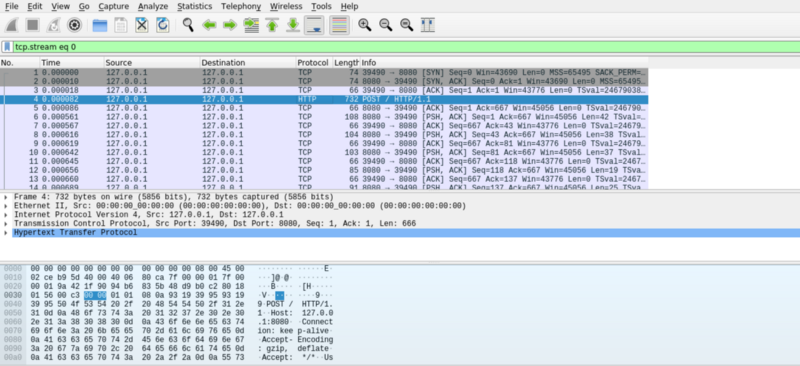 File Edit View Go Capture Analyze Statistics Telephony Wireless Tools Help
tcp.stream eq 0
No. Time Source Destination Protocol Length Info
1 0.000000 127.0.0.1 127.0.0.1 TCP 74 39490 → 8080 [SYN] Seq=0 Win=43690 Len=0 MSS=65495 SACK_PERM=…
2 0.000010 127.0.0.1 127.0.0.1 TCP 74 8080 → 39490 [SYN, ACK] Seq=0 Ack=1 Win=43690 Len=0 MSS=65495…
3 0.000018 127.0.0.1 127.0.0.1 TCP 66 39490 → 8080 [ACK] Seq=1 Ack=1 Win=43776 Len=0 TSval=24679038…
4 0.000082 127.0.0.1 127.0.0.1 HTTP 732 POST / HTTP/1.1
5 0.000086 127.0.0.1 127.0.0.1 TCP 66 8080 → 39490 [ACK] Seq=1 Ack=667 Win=45056 Len=0 TSval=246790…
6 0.000561 127.0.0.1 127.0.0.1 TCP 108 8080 → 39490 [PSH, ACK] Seq=1 Ack=667 Win=45056 Len=42 TSval=…
7 0.000567 127.0.0.1 127.0.0.1 TCP 66 39490 → 8080 [ACK] Seq=667 Ack=43 Win=43776 Len=0 TSval=24679…
8 0.000616 127.0.0.1 127.0.0.1 TCP 104 8080 → 39490 [PSH, ACK] Seq=43 Ack=667 Win=45056 Len=38 TSval…
9 0.000619 127.0.0.1 127.0.0.1 TCP 66 39490 → 8080 [ACK] Seq=667 Ack=81 Win=43776 Len=0 TSval=24679…
10 0.000642 127.0.0.1 127.0.0.1 TCP 103 8080 → 39490 [PSH, ACK] Seq=81 Ack=667 Win=45056 Len=37 TSval…
11 0.000645 127.0.0.1 127.0.0.1 TCP 66 39490 → 8080 [ACK] Seq=667 Ack=118 Win=43776 Len=0 TSval=2467…
12 0.000656 127.0.0.1 127.0.0.1 TCP 85 8080 → 39490 [PSH, ACK] Seq=118 Ack=667 Win=45056 Len=19 TSva…
13 0.000660 127.0.0.1 127.0.0.1 TCP 66 39490 → 8080 [ACK] Seq=667 Ack=137 Win=43776 Len=0 TSval=2467…
14 0.000689 127.0.0.1 127.0.0.1 TCP 91 8080 → 39490 [PSH, ACK] Seq=137 Ack=667 Win=45056 Len=25 TSva…
Frame 4: 732 bytes on wire (5856 bits), 732 bytes captured (5856 bits)
Ethernet II, Src: 00:00:00_00:00:00 (00:00:00:00:00:00), Dst: 00:00:00_00:00:00 (00:00:00:00:00:00)
Internet Protocol Version 4, Src: 127.0.0.1, Dst: 127.0.0.1
Transmission Control Protocol, Src Port: 39490, Dst Port: 8080, Seq: 1, Ack: 1, Len: 666
Hypertext Transfer Protocol
0000 00 00 00 00 00 00 00 00 00 00 00 00 08 00 45 00 ········ ······E·
0010 02 ce b9 5d 40 00 40 06 80 ca 7f 00 00 01 7f 00 ···]@·@· ········
0020 00 01 9a 42 1f 90 94 b6 83 5b 48 d9 b0 c2 80 18 ···B···· ·[H·····
0030 01 56 00 c3 00 00 01 01 08 0a 93 19 39 95 93 19 ·V······ ····9···
0040 39 95 50 4f 53 54 20 2f 20 48 54 54 50 2f 31 2e 9·POST / HTTP/1.
0050 31 0d 0a 48 6f 73 74 3a 20 31 32 37 2e 30 2e 30 1··Host: 127.0.0
0060 2e 31 3a 38 30 38 30 0d 0a 43 6f 6e 6e 65 63 74 .1:8080· ·Connect
0070 69 6f 6e 3a 20 6b 65 65 70 2d 61 6c 69 76 65 0d ion: kee p-alive·
0080 0a 41 63 63 65 70 74 2d 45 6e 63 6f 64 69 6e 67 ·Accept- Encoding
0090 3a 20 67 7a 69 70 2c 20 64 65 66 6c 61 74 65 0d : gzip, deflate·
00a0 0a 41 63 63 65 70 74 3a 20 2a 2f 2a 0d 0a 55 73 ·Accept: */*··Us